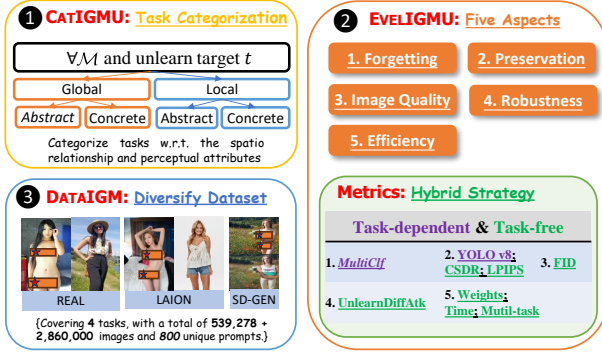 1 CATIGMU: Task Categorization
∀M and unlearn target t
Global Local
Abstract Concrete Abstract Concrete
Categorize tasks w.r.t. the spatio
relationship and perceptual attributes
2 EVELIGMU: Five Aspects
1. Forgetting 2. Preservation
3. Image Quality 4. Robustness
5. Efficiency
3 DATAIGM: Diversify Dataset
REAL LAION SD-GEN
{Covering 4 tasks, with a total of 539,278 +
2,860,000 images and 800 unique prompts.}
Metrics: Hybrid Strategy
Task-dependent & Task-free
1. MultiClf 2. YOLO v8; CSDR; LPIPS 3. FID
4. UnlearnDiffAtk 5. Weights; Time; Mutil-task